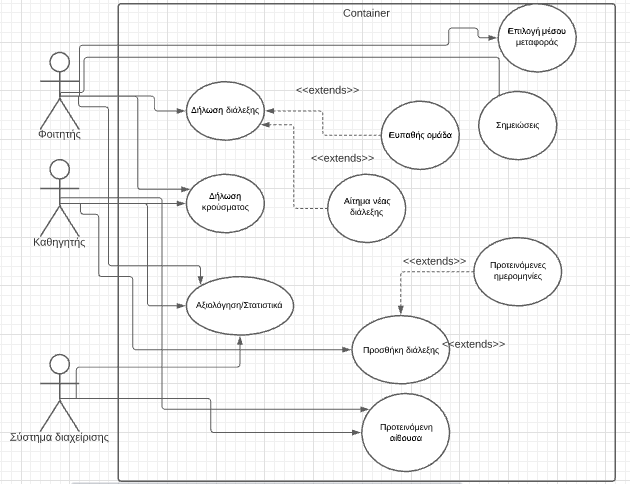 Container
Επιλογή μέσου
μεταφοράς
<<extends>>
Δήλωση διάλεξης
Φοιτητής
Ευπαθής ομάδα
Σημειώσεις
<<extends>>
Δήλωση
κρούσματος
Αίτημα νέας
διάλεξης
Καθηγητής
<<extends>>
Προτεινόμενες
ημερομηνίες
Αξιολόγηση/Στατιστικά
Προσθήκη διάλεξης
<<extends>>
Σύστημα διαχείρισης
Προτεινόμενη
αίθουσα